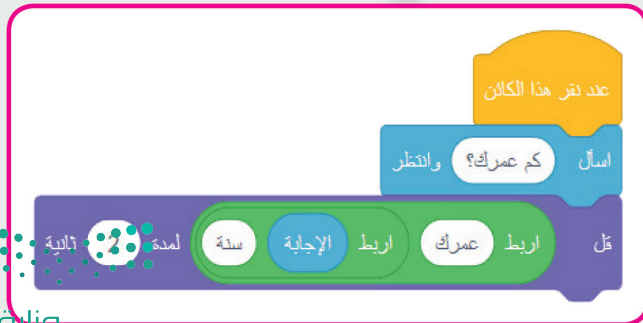 عند نقر هذا الكائن
اسأل كم عمرك؟ وانتظر
قل اربط عمرك اربط الإجابة سنة لمدة 2 ثانية